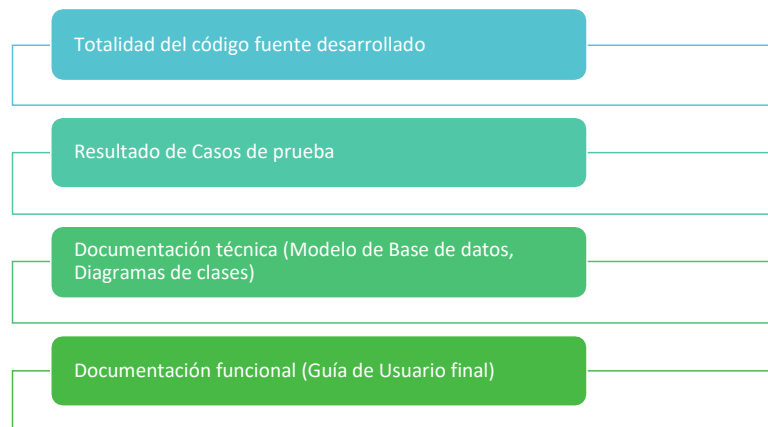 Totalidad del código fuente desarrollado
Resultado de Casos de prueba
Documentación técnica (Modelo de Base de datos,
Diagramas de clases)
Documentación funcional (Guía de Usuario final)